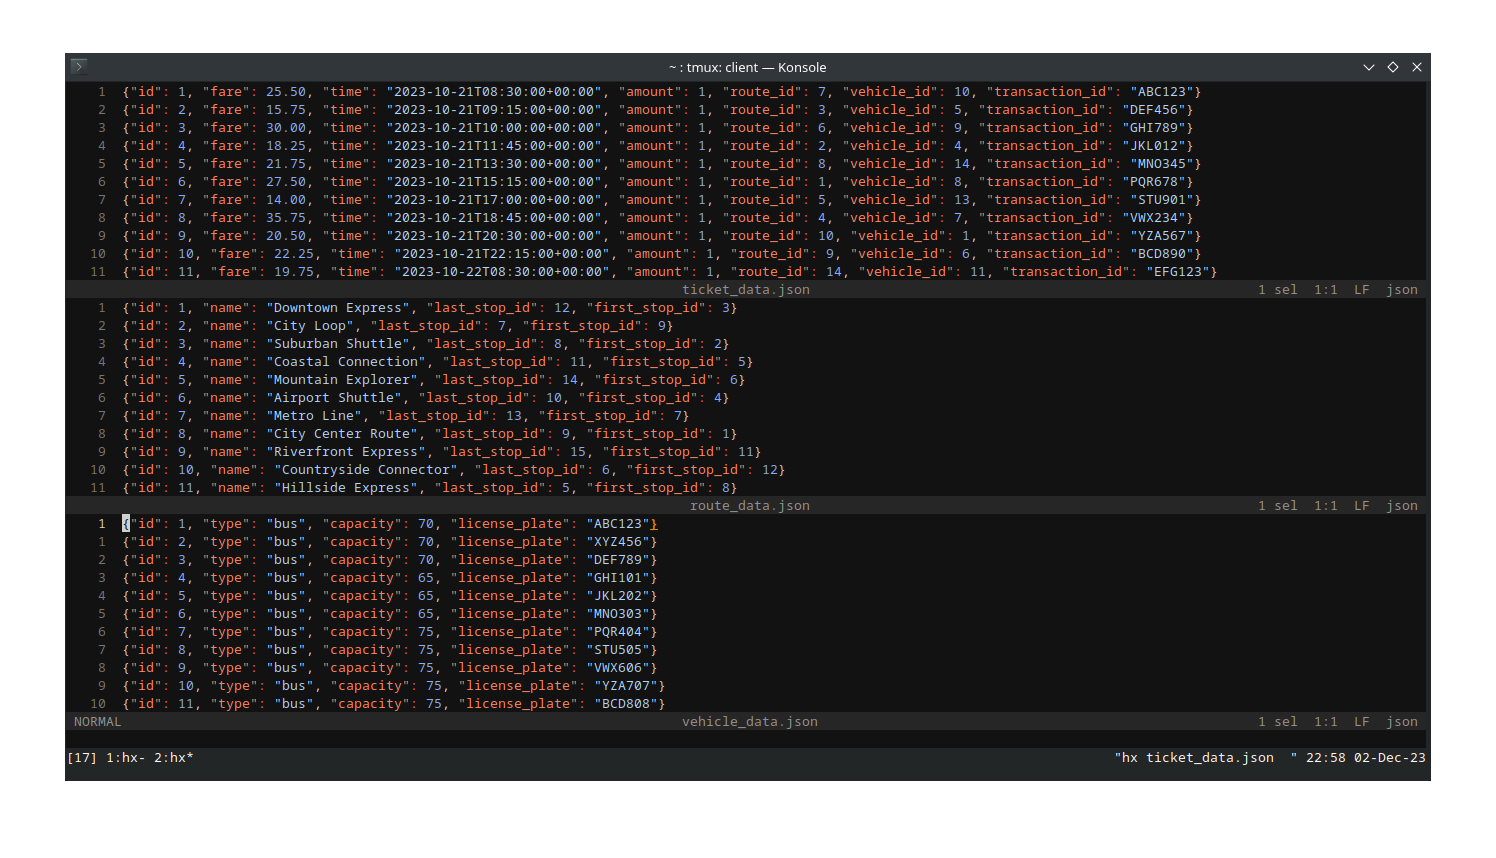 ~ : tmux: client — Konsole
1 {"id": 1, "fare": 25.50, "time": "2023-10-21T08:30:00+00:00", "amount": 1, "route_id": 7, "vehicle_id": 10, "transaction_id": "ABC123"}
2 {"id": 2, "fare": 15.75, "time": "2023-10-21T09:15:00+00:00", "amount": 1, "route_id": 3, "vehicle_id": 5, "transaction_id": "DEF456"}
3 {"id": 3, "fare": 30.00, "time": "2023-10-21T10:00:00+00:00", "amount": 1, "route_id": 6, "vehicle_id": 9, "transaction_id": "GHI789"}
4 {"id": 4, "fare": 18.25, "time": "2023-10-21T11:45:00+00:00", "amount": 1, "route_id": 2, "vehicle_id": 4, "transaction_id": "JKL012"}
5 {"id": 5, "fare": 21.75, "time": "2023-10-21T13:30:00+00:00", "amount": 1, "route_id": 8, "vehicle_id": 14, "transaction_id": "MNO345"}
6 {"id": 6, "fare": 27.50, "time": "2023-10-21T15:15:00+00:00", "amount": 1, "route_id": 1, "vehicle_id": 8, "transaction_id": "PQR678"}
7 {"id": 7, "fare": 14.00, "time": "2023-10-21T17:00:00+00:00", "amount": 1, "route_id": 5, "vehicle_id": 13, "transaction_id": "STU901"}
8 {"id": 8, "fare": 35.75, "time": "2023-10-21T18:45:00+00:00", "amount": 1, "route_id": 4, "vehicle_id": 7, "transaction_id": "VWX234"}
9 {"id": 9, "fare": 20.50, "time": "2023-10-21T20:30:00+00:00", "amount": 1, "route_id": 10, "vehicle_id": 1, "transaction_id": "YZA567"}
10 {"id": 10, "fare": 22.25, "time": "2023-10-21T22:15:00+00:00", "amount": 1, "route_id": 9, "vehicle_id": 6, "transaction_id": "BCD890"}
11 {"id": 11, "fare": 19.75, "time": "2023-10-22T08:30:00+00:00", "amount": 1, "route_id": 14, "vehicle_id": 11, "transaction_id": "EFG123"}
ticket_data.json 1 sel 1:1 LF json
1 {"id": 1, "name": "Downtown Express", "last_stop_id": 12, "first_stop_id": 3}
2 {"id": 2, "name": "City Loop", "last_stop_id": 7, "first_stop_id": 9}
3 {"id": 3, "name": "Suburban Shuttle", "last_stop_id": 8, "first_stop_id": 2}
4 {"id": 4, "name": "Coastal Connection", "last_stop_id": 11, "first_stop_id": 5}
5 {"id": 5, "name": "Mountain Explorer", "last_stop_id": 14, "first_stop_id": 6}
6 {"id": 6, "name": "Airport Shuttle", "last_stop_id": 10, "first_stop_id": 4}
7 {"id": 7, "name": "Metro Line", "last_stop_id": 13, "first_stop_id": 7}
8 {"id": 8, "name": "City Center Route", "last_stop_id": 9, "first_stop_id": 1}
9 {"id": 9, "name": "Riverfront Express", "last_stop_id": 15, "first_stop_id": 11}
10 {"id": 10, "name": "Countryside Connector", "last_stop_id": 6, "first_stop_id": 12}
11 {"id": 11, "name": "Hillside Express", "last_stop_id": 5, "first_stop_id": 8}
route_data.json 1 sel 1:1 LF json
1 {"id": 1, "type": "bus", "capacity": 70, "license_plate": "ABC123"}
1 {"id": 2, "type": "bus", "capacity": 70, "license_plate": "XYZ456"}
2 {"id": 3, "type": "bus", "capacity": 70, "license_plate": "DEF789"}
3 {"id": 4, "type": "bus", "capacity": 65, "license_plate": "GHI101"}
4 {"id": 5, "type": "bus", "capacity": 65, "license_plate": "JKL202"}
5 {"id": 6, "type": "bus", "capacity": 65, "license_plate": "MNO303"}
6 {"id": 7, "type": "bus", "capacity": 75, "license_plate": "PQR404"}
7 {"id": 8, "type": "bus", "capacity": 75, "license_plate": "STU505"}
8 {"id": 9, "type": "bus", "capacity": 75, "license_plate": "VWX606"}
9 {"id": 10, "type": "bus", "capacity": 75, "license_plate": "YZA707"}
10 {"id": 11, "type": "bus", "capacity": 75, "license_plate": "BCD808"}
NORMAL vehicle_data.json 1 sel 1:1 LF json
[17] 1:hx- 2:hx* "hx ticket_data.json  " 22:58 02-Dec-23